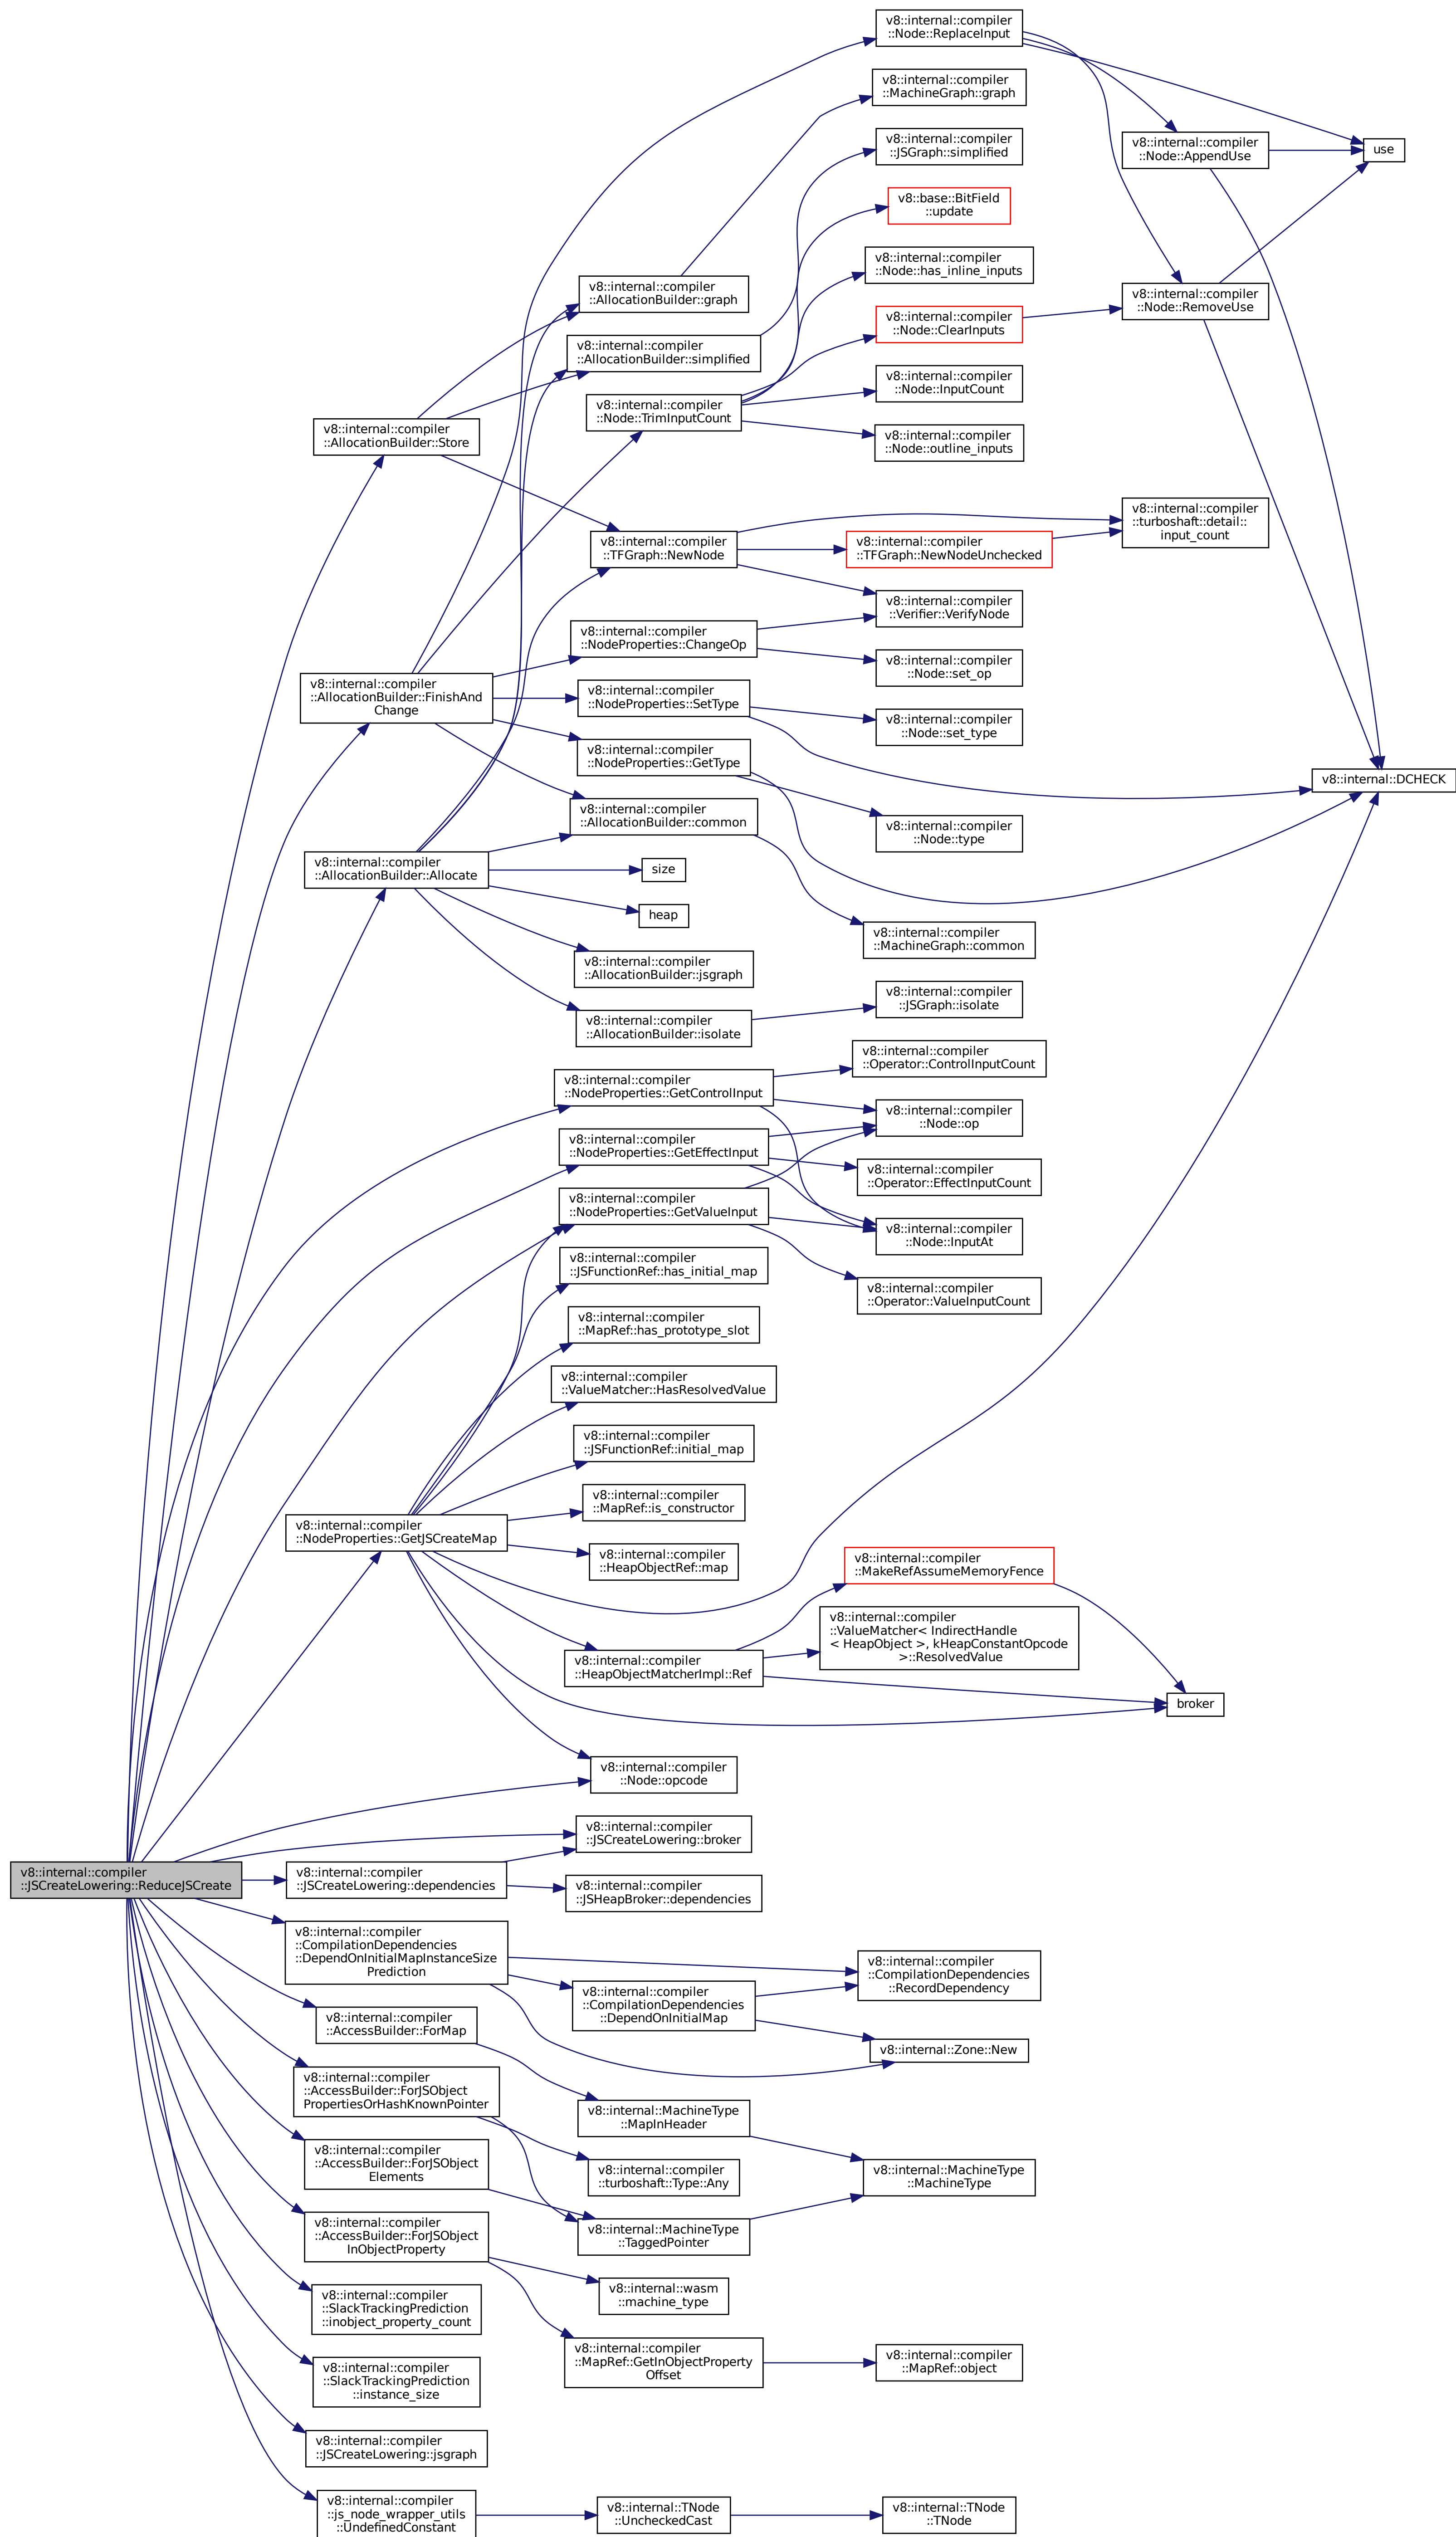 v8::internal::compiler
::Node::ReplaceInput
v8::internal::compiler
::MachineGraph::graph
v8::internal::compiler
::JSGraph::simplified
v8::internal::compiler
::Node::AppendUse
use
v8::base::BitField
::update
v8::internal::compiler
::Node::has_inline_inputs
v8::internal::compiler
::AllocationBuilder::graph
v8::internal::compiler
::Node::RemoveUse
v8::internal::compiler
::Node::ClearInputs
v8::internal::compiler
::AllocationBuilder::simplified
v8::internal::compiler
::Node::InputCount
v8::internal::compiler
::Node::TrimInputCount
v8::internal::compiler
::AllocationBuilder::Store
v8::internal::compiler
::Node::outline_inputs
v8::internal::compiler
::turboshaft::detail::
input_count
v8::internal::compiler
::TFGraph::NewNode
v8::internal::compiler
::TFGraph::NewNodeUnchecked
v8::internal::compiler
::Verifier::VerifyNode
v8::internal::compiler
::NodeProperties::ChangeOp
v8::internal::compiler
::Node::set_op
v8::internal::compiler
::AllocationBuilder::FinishAnd
Change
v8::internal::compiler
::NodeProperties::SetType
v8::internal::compiler
::Node::set_type
v8::internal::compiler
::NodeProperties::GetType
v8::internal::DCHECK
v8::internal::compiler
::AllocationBuilder::common
v8::internal::compiler
::Node::type
v8::internal::compiler
::AllocationBuilder::Allocate
size
heap
v8::internal::compiler
::MachineGraph::common
v8::internal::compiler
::AllocationBuilder::jsgraph
v8::internal::compiler
::JSGraph::isolate
v8::internal::compiler
::AllocationBuilder::isolate
v8::internal::compiler
::Operator::ControlInputCount
v8::internal::compiler
::NodeProperties::GetControlInput
v8::internal::compiler
::Node::op
v8::internal::compiler
::NodeProperties::GetEffectInput
v8::internal::compiler
::Operator::EffectInputCount
v8::internal::compiler
::NodeProperties::GetValueInput
v8::internal::compiler
::Node::InputAt
v8::internal::compiler
::JSFunctionRef::has_initial_map
v8::internal::compiler
::Operator::ValueInputCount
v8::internal::compiler
::MapRef::has_prototype_slot
v8::internal::compiler
::ValueMatcher::HasResolvedValue
v8::internal::compiler
::JSFunctionRef::initial_map
v8::internal::compiler
::MapRef::is_constructor
v8::internal::compiler
::NodeProperties::GetJSCreateMap
v8::internal::compiler
::HeapObjectRef::map
v8::internal::compiler
::MakeRefAssumeMemoryFence
v8::internal::compiler
::ValueMatcher< IndirectHandle
< HeapObject >, kHeapConstantOpcode
>::ResolvedValue
v8::internal::compiler
::HeapObjectMatcherImpl::Ref
broker
v8::internal::compiler
::Node::opcode
v8::internal::compiler
::JSCreateLowering::broker
v8::internal::compiler
::JSCreateLowering::ReduceJSCreate
v8::internal::compiler
::JSCreateLowering::dependencies
v8::internal::compiler
::JSHeapBroker::dependencies
v8::internal::compiler
::CompilationDependencies
::DependOnInitialMapInstanceSize
Prediction
v8::internal::compiler
::CompilationDependencies
::RecordDependency
v8::internal::compiler
::CompilationDependencies
::DependOnInitialMap
v8::internal::compiler
::AccessBuilder::ForMap
v8::internal::Zone::New
v8::internal::compiler
::AccessBuilder::ForJSObject
PropertiesOrHashKnownPointer
v8::internal::MachineType
::MapInHeader
v8::internal::compiler
::AccessBuilder::ForJSObject
Elements
v8::internal::compiler
::turboshaft::Type::Any
v8::internal::MachineType
::MachineType
v8::internal::compiler
::AccessBuilder::ForJSObject
InObjectProperty
v8::internal::MachineType
::TaggedPointer
v8::internal::wasm
::machine_type
v8::internal::compiler
::SlackTrackingPrediction
::inobject_property_count
v8::internal::compiler
::MapRef::GetInObjectProperty
Offset
v8::internal::compiler
::MapRef::object
v8::internal::compiler
::SlackTrackingPrediction
::instance_size
v8::internal::compiler
::JSCreateLowering::jsgraph
v8::internal::compiler
::js_node_wrapper_utils
::UndefinedConstant
v8::internal::TNode
::UncheckedCast
v8::internal::TNode
::TNode